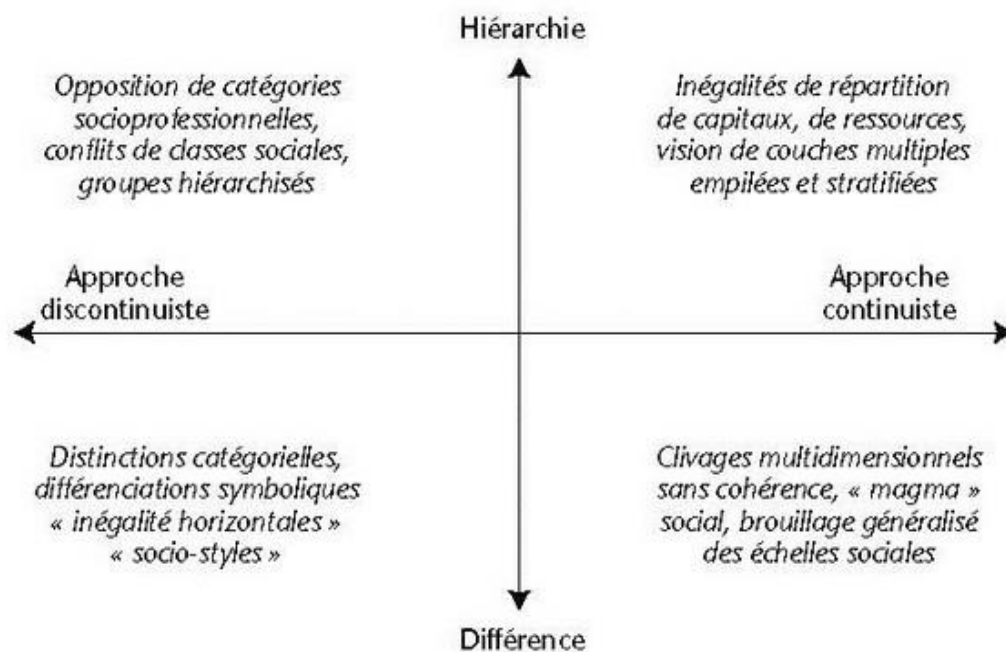 Hiérarchie
Opposition de catégories
socioprofessionnelles,
conflits de classes sociales,
groupes hiérarchisés
Inégalités de répartition
de capitaux, de ressources,
vision de couches multiples
empilées et stratifiées
Approche
discontinuiste
Approche
continuiste
Distinctions catégorielles,
différenciations symboliques
« inégalité horizontales »
« socio-styles »
Clivages multidimensionnels
sans cohérence, « magma »
social, brouillage généralisé
des échelles sociales
Différence